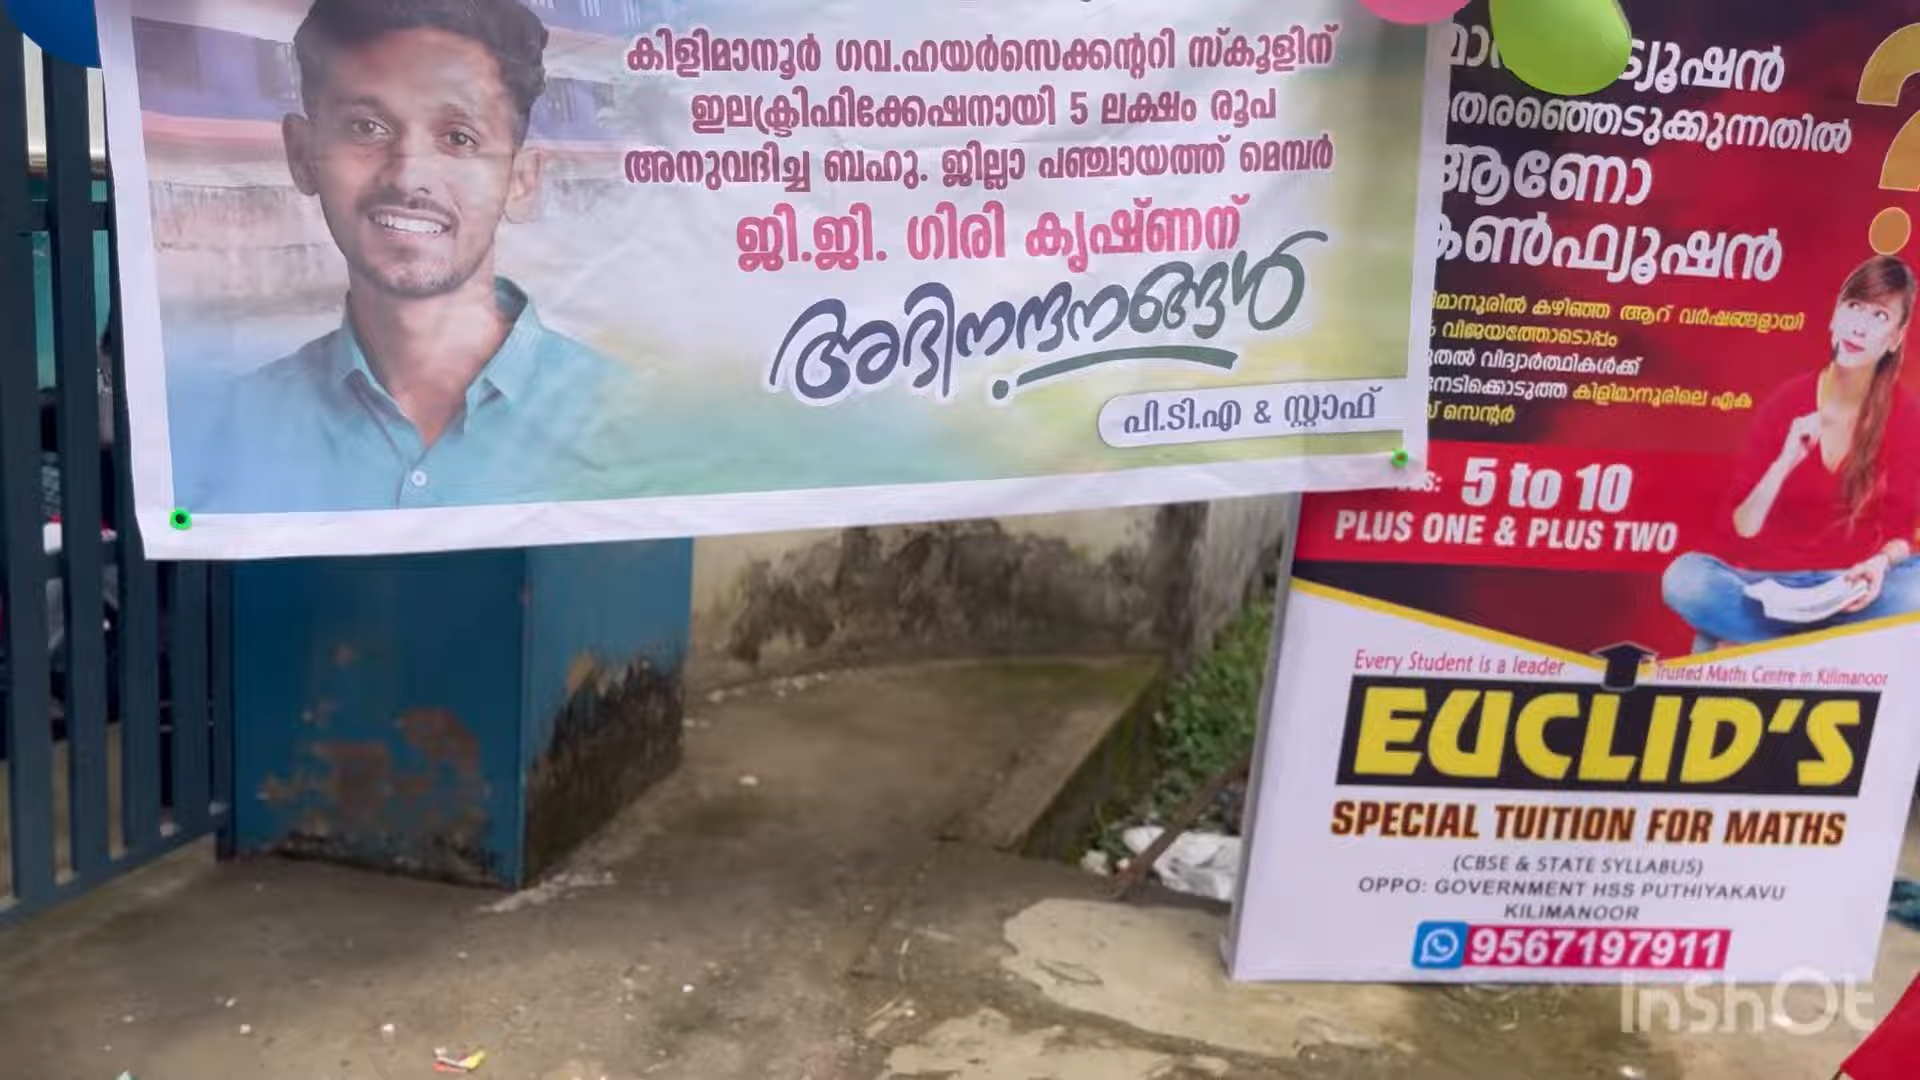 കിളിമാനൂർ ഗവ.ഹയർസെക്കന്ററി സ്കൂളിന്
ഇലക്ട്രിഫിക്കേഷനായി 5 ലക്ഷം രൂപ
അനുവദിച്ച ബഹു. ജില്ലാ പഞ്ചായത്ത് മെമ്പർ
ജി.ജി. ഗിരി കൃഷ്ണന്
അഭിനന്ദനങ്ങൾ
പി.ടി.എ & സ്റ്റാഫ്
തെരഞ്ഞെടുക്കുന്നതിൽ
ആണോ
കൺഫ്യൂഷൻ
?
കഴിഞ്ഞ ആറ് വർഷങ്ങളായി
വിജയത്തോടൊപ്പം
വിദ്യാർത്ഥികൾക്ക്
നേടിക്കൊടുത്ത കിളിമാനൂരിലെ ഏക
സെന്റർ
5 to 10
PLUS ONE & PLUS TWO
Every Student is a leader
Trusted Maths Centre in Kilimanoor
EUCLID'S
SPECIAL TUITION FOR MATHS
(CBSE & STATE SYLLABUS)
OPPO: GOVERNMENT HSS PUTHIYAKAVU
KILIMANOOR
9567197911
InShOt